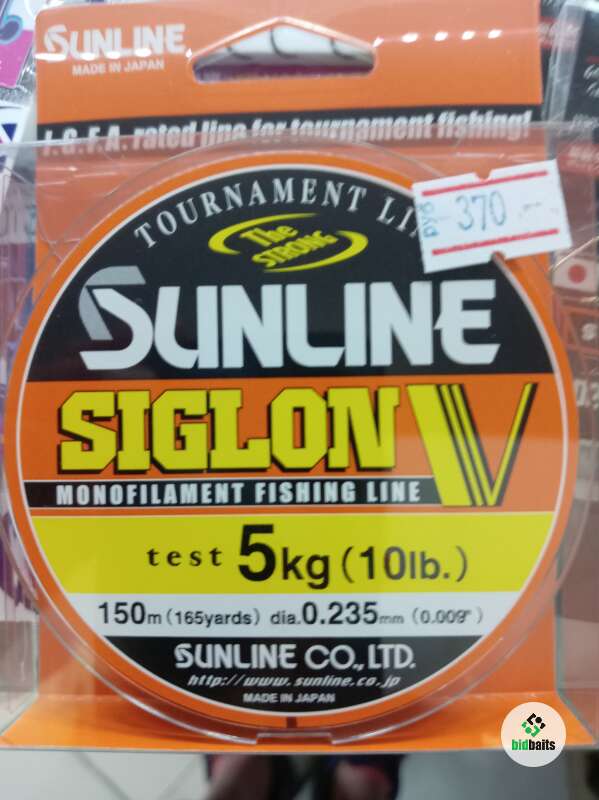 SUNLINE
MADE IN JAPAN
I.G.F.A. rated line for tournament fishing!
TOURNAMENT LI
The
STRONG
руб 370
SUNLINE
SIGLON V
MONOFILAMENT FISHING LINE
test 5kg (10lb.)
150m (165yards) dia.0.235mm (0.009")
SUNLINE CO., LTD.
http://www.sunline.co.jp
MADE IN JAPAN
bidbaits